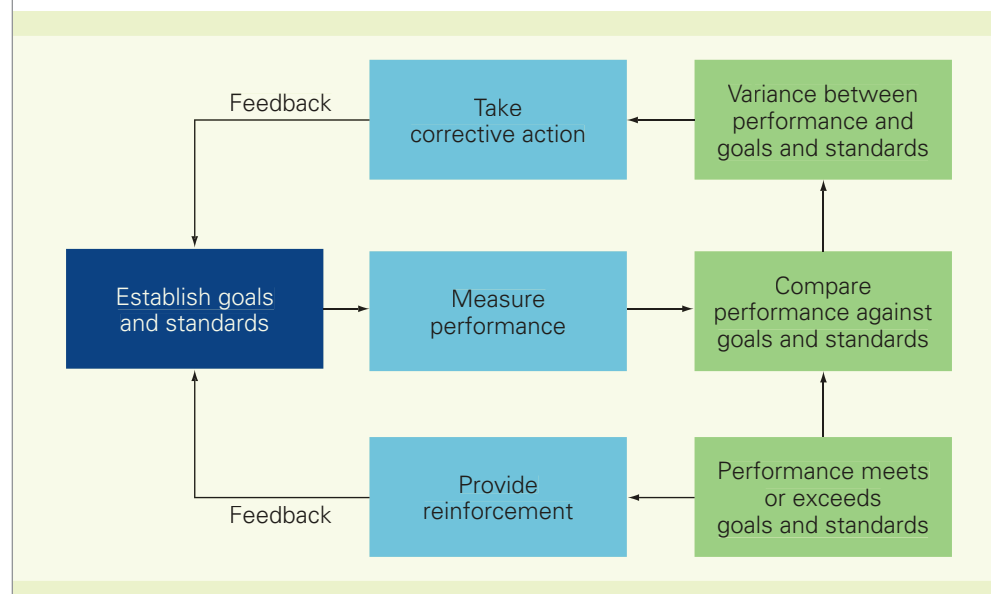 Feedback
Take
corrective action
Variance between
performance and
goals and standards
Establish goals
and standards
Measure
performance
Compare
performance against
goals and standards
Feedback
Provide
reinforcement
Performance meets
or exceeds
goals and standards